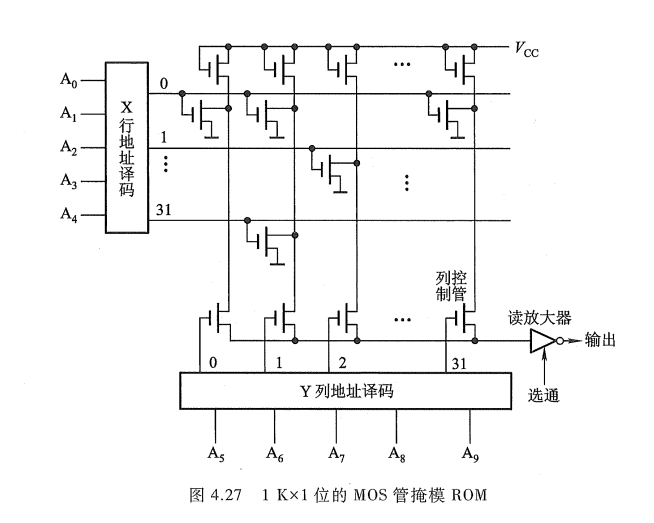 V_CC
A_0
A_1
A_2
A_3
A_4
X
行地址译码
0
1
31
列控
制管
读放大器
输出
选通
0
1
2
31
Y 列地址译码
A_5
A_6
A_7
A_8
A_9
图 4.27 1 K×1 位的 MOS 管掩模 ROM